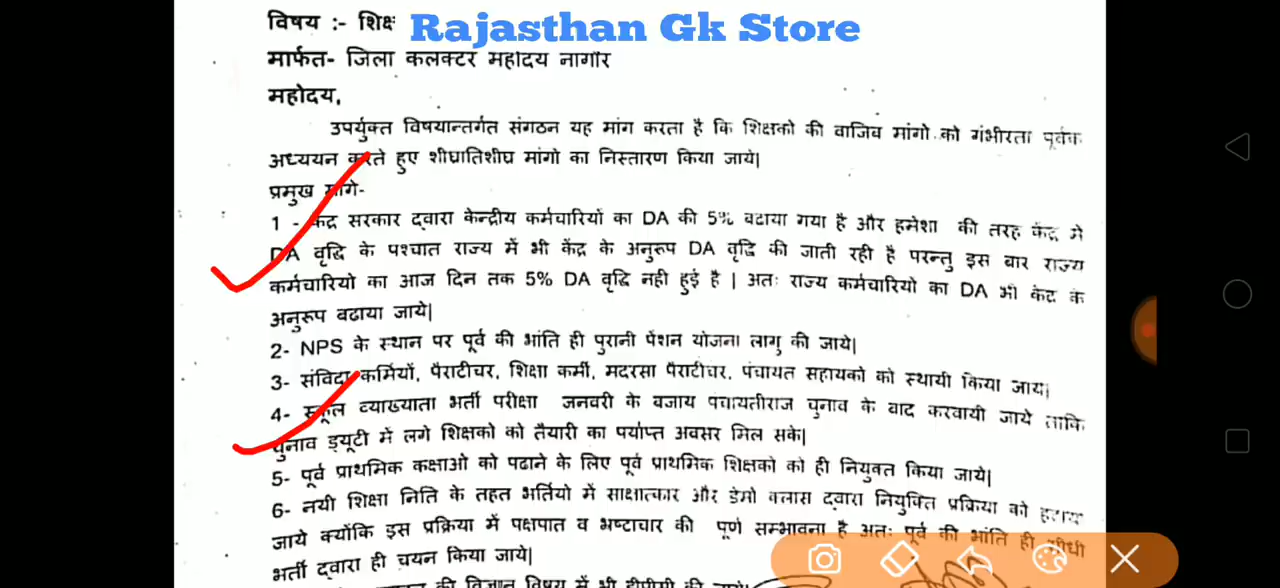 विषय :- शिक्ष
Rajasthan Gk Store
मार्फत- जिला कलक्टर महोदय नागौर
महोदय,
उपर्युक्त विषयान्तर्गत संगठन यह मांग करता है कि शिक्षको की वाजिव मांगो को गंभीरता पूर्वक
अध्ययन करते हुए शीघ्रातिशीघ्र मांगो का निस्तारण किया जाये|
प्रमुख मांगे-
1 - केंद्र सरकार द्वारा केन्द्रीय कर्मचारियों का DA की 5% बढाया गया है और हमेशा की तरह केंद्र मे
DA वृद्धि के पश्चात राज्य में भी केंद्र के अनुरूप DA वृद्धि की जाती रही है परन्तु इस बार राज्य
कर्मचारियो का आज दिन तक 5% DA वृद्धि नही हुई है | अतः राज्य कर्मचारियो का DA भी केंद्र के
अनुरूप बढाया जाये|
2- NPS के स्थान पर पूर्व की भांति ही पुरानी पेंशन योजना लागु की जाये|
3- संविदा कर्मियों, पैराटीचर, शिक्षा कर्मी, मदरसा पैराटीचर, पंचायत सहायको को स्थायी किया जाय|
4- स्कूल व्याख्याता भर्ती परीक्षा जनवरी के बजाय पचायतीराज चुनाव के बाद करवायी जाये ताकि
चुनाव ड्यूटी में लगे शिक्षको को तैयारी का पर्याप्त अवसर मिल सके|
5- पूर्व प्राथमिक कक्षाओ को पढाने के लिए पूर्व प्राथमिक शिक्षको को ही नियुक्त किया जाये|
6- नयी शिक्षा निति के तहत भर्तियो में साक्षात्कार और डेमो क्लास द्वारा नियुक्ति प्रक्रिया को हटाया
जाये क्योंकि इस प्रक्रिया में पक्षपात व भष्टाचार की पूर्ण सम्भावना है अतः पूर्व की भांति ही सीधी
भर्ती द्वारा ही चयन किया जाये|
की विज्ञान विषय में भी डीपीसी की जाये|